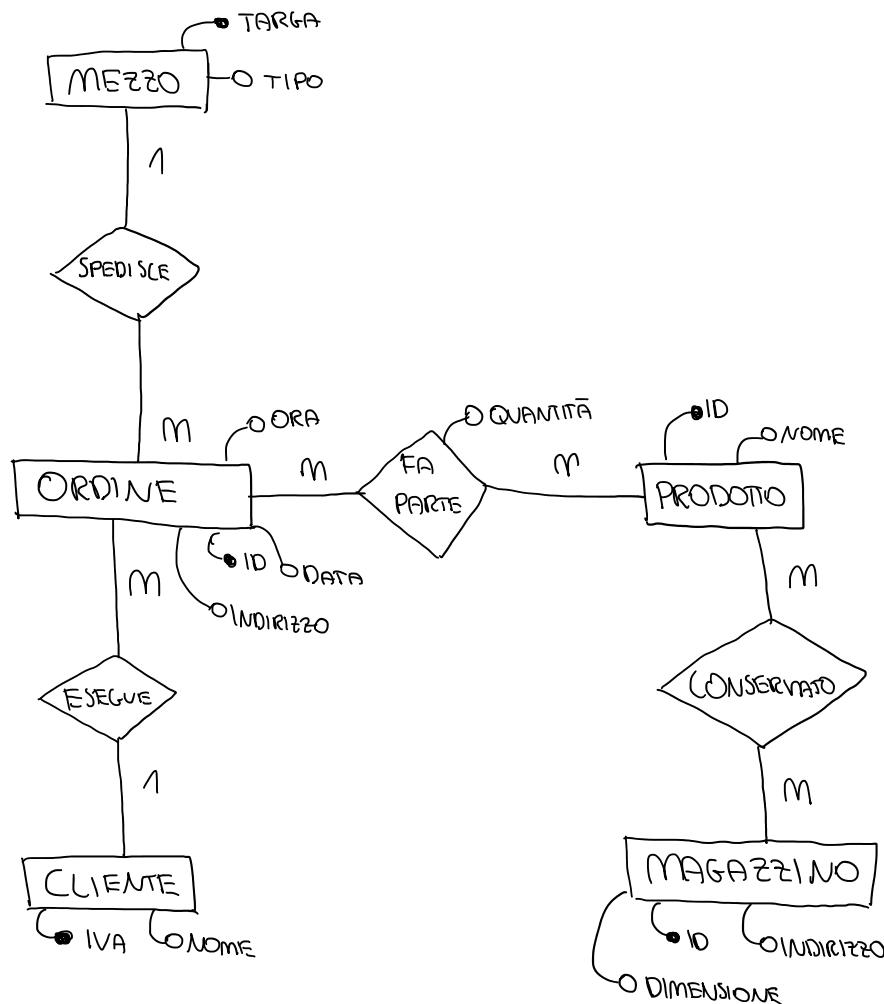 TARGA
MEZZO
TIPO
1
SPEDISCE
M
ORA
QUANTITÀ
ID
NOME
ORDINE
M
FA
PARTE
M
PRODOTTO
ID
DATA
INDIRIZZO
M
M
ESEGUE
CONSERVATO
1
M
CLIENTE
MAGAZZINO
IVA
NOME
ID
INDIRIZZO
DIMENSIONE